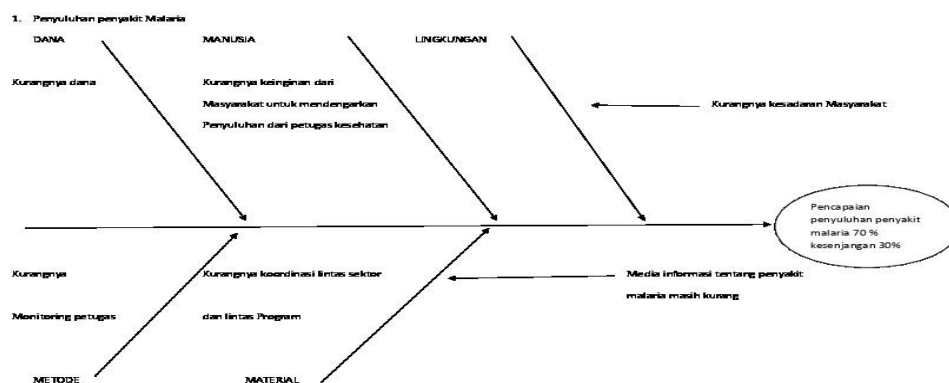 1. Penyuluhan penyakit Malaria
DANA MANUSIA LINGKUNGAN
Kurangnya dana
Kurangnya keinginan dari
Masyarakat untuk mendengarkan
Penyuluhan dari petugas kesehatan
Kurangnya kesadaran Masyarakat
Pencapaian
penyuluhan penyakit
malaria 70 %
kesenjangan 30%
Kurangnya
Monitoring petugas
Kurangnya koordinasi lintas sektor
dan lintas Program
Media informasi tentang penyakit
malaria masih kurang
METODE MATERIAL